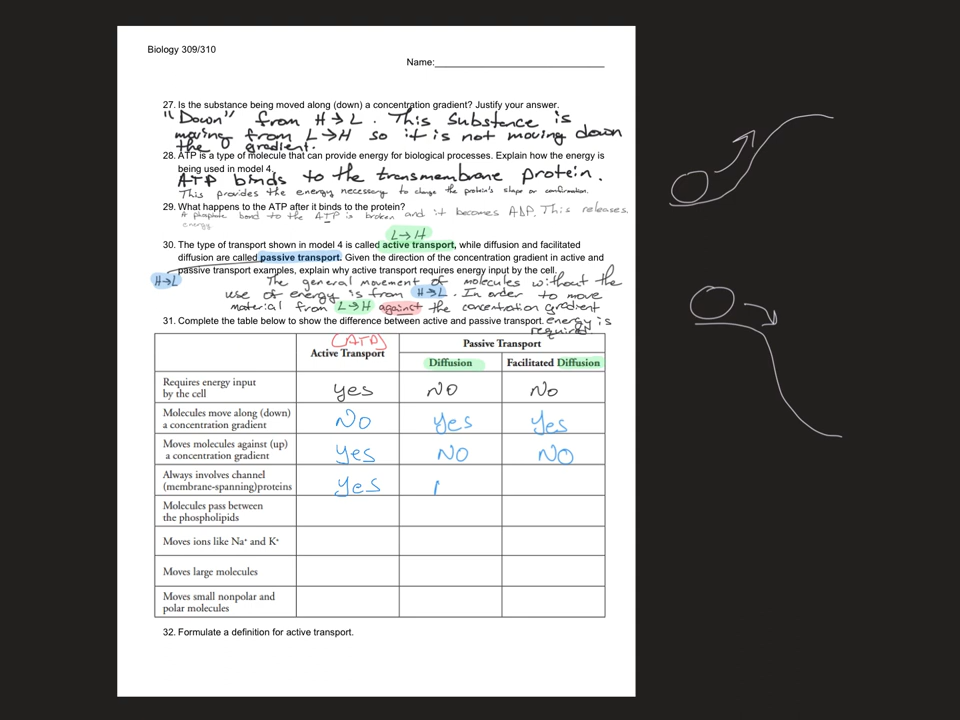 Biology 309/310
Name:
27. Is the substance being moved along (down) a concentration gradient? Justify your answer.
"Down" from H → L. This substance is
moving from L → H so it is not moving down
the gradient.
28. ATP is a type of molecule that can provide energy for biological processes. Explain how the energy is
being used in model 4.
ATP binds to the transmembrane protein.
This provides the energy necessary to change the protein's shape or confirmation.
29. What happens to the ATP after it binds to the protein?
A phosphate bond to the ATP is broken and it becomes ADP. This releases
energy
L → H
30. The type of transport shown in model 4 is called active transport, while diffusion and facilitated
diffusion are called passive transport. Given the direction of the concentration gradient in active and
passive transport examples, explain why active transport requires energy input by the cell.
H → L
The general movement of molecules without the
use of energy is from H → L. In order to move
material from L → H against the concentration gradient
energy is
required
31. Complete the table below to show the difference between active and passive transport.
(ATP)
Active Transport
Passive Transport
Diffusion
Facilitated Diffusion
Requires energy input
by the cell
yes NO No
Molecules move along (down)
a concentration gradient
No Yes Yes
Moves molecules against (up)
a concentration gradient
Yes NO NO
Always involves channel
(membrane-spanning)proteins
Yes
Molecules pass between
the phospholipids
Moves ions like Na⁺ and K⁺
Moves large molecules
Moves small nonpolar and
polar molecules
32. Formulate a definition for active transport.